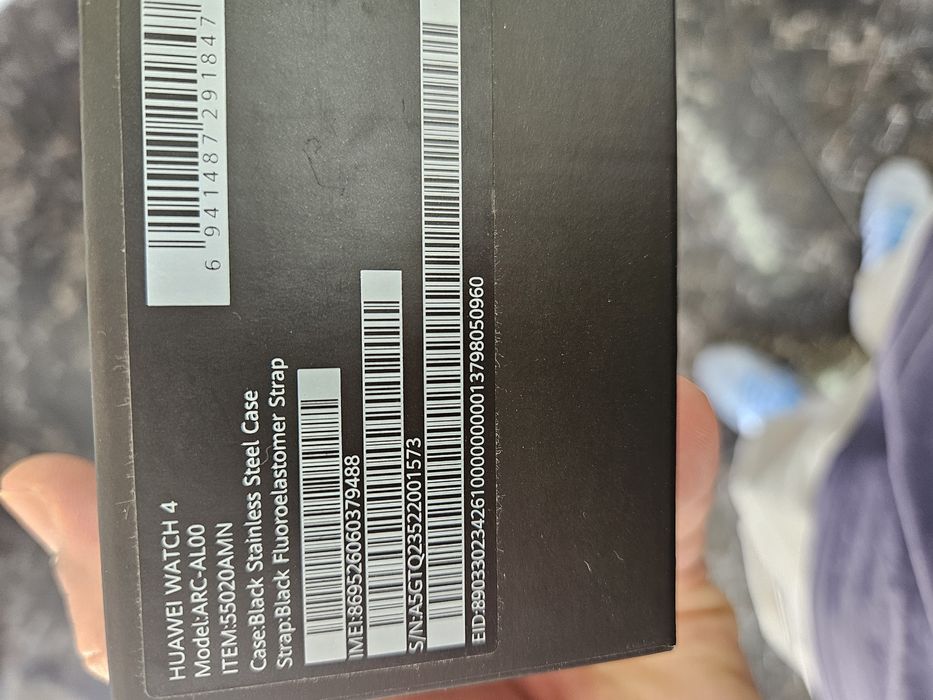 6 941487 291847
HUAWEI WATCH 4
Model:ARC-AL00
ITEM:55020AMN
Case:Black Stainless Steel Case
Strap:Black Fluoroelastomer Strap
IMEI:869526060379488
S/N:A5GTQ23522001573
EID:89033023426100000000013798050960